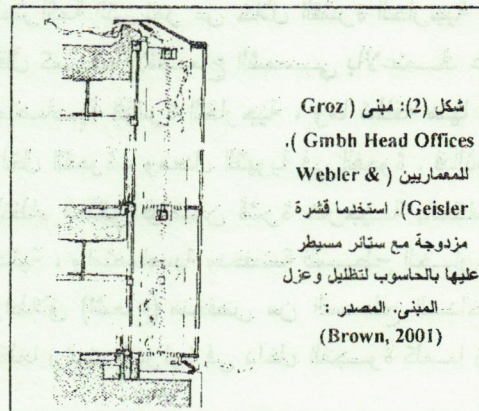 شكل (2): مبنى ( Groz
Gmbh Head Offices ).
للمعماريين ( Webler &
Geisler). استخدما قشرة
مزدوجة مع ستائر مسيطر
عليها بالحاسوب لتظليل وعزل
المبنى. المصدر :
(Brown, 2001)